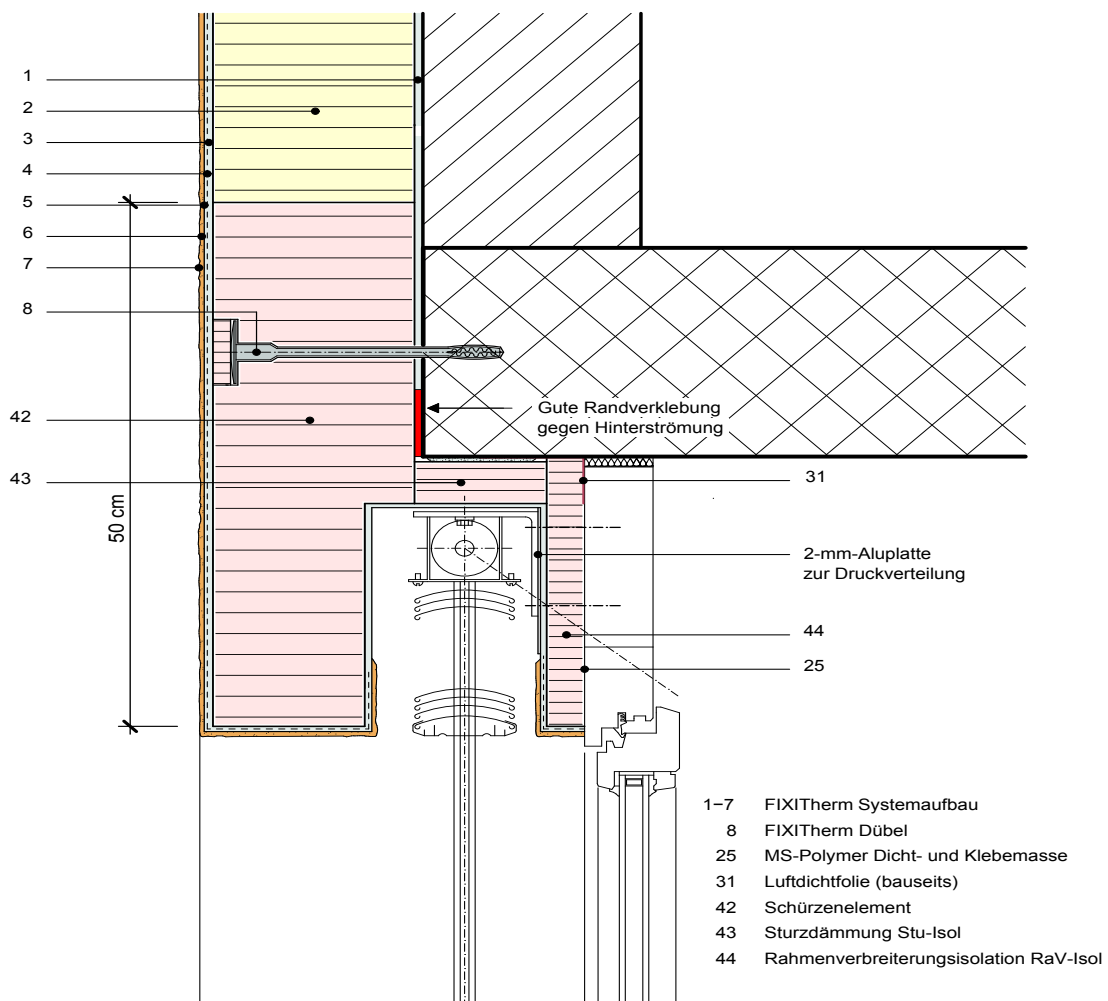 1
2
3
4
5
6
7
8
42
43
50 cm
Gute Randverklebung
gegen Hinterströmung
31
2-mm-Aluplatte
zur Druckverteilung
44
25
1–7 FIXITherm Systemaufbau
8 FIXITherm Dübel
25 MS-Polymer Dicht- und Klebemasse
31 Luftdichtfolie (bauseits)
42 Schürzenelement
43 Sturzdämmung Stu-Isol
44 Rahmenverbreiterungsisolation RaV-Isol